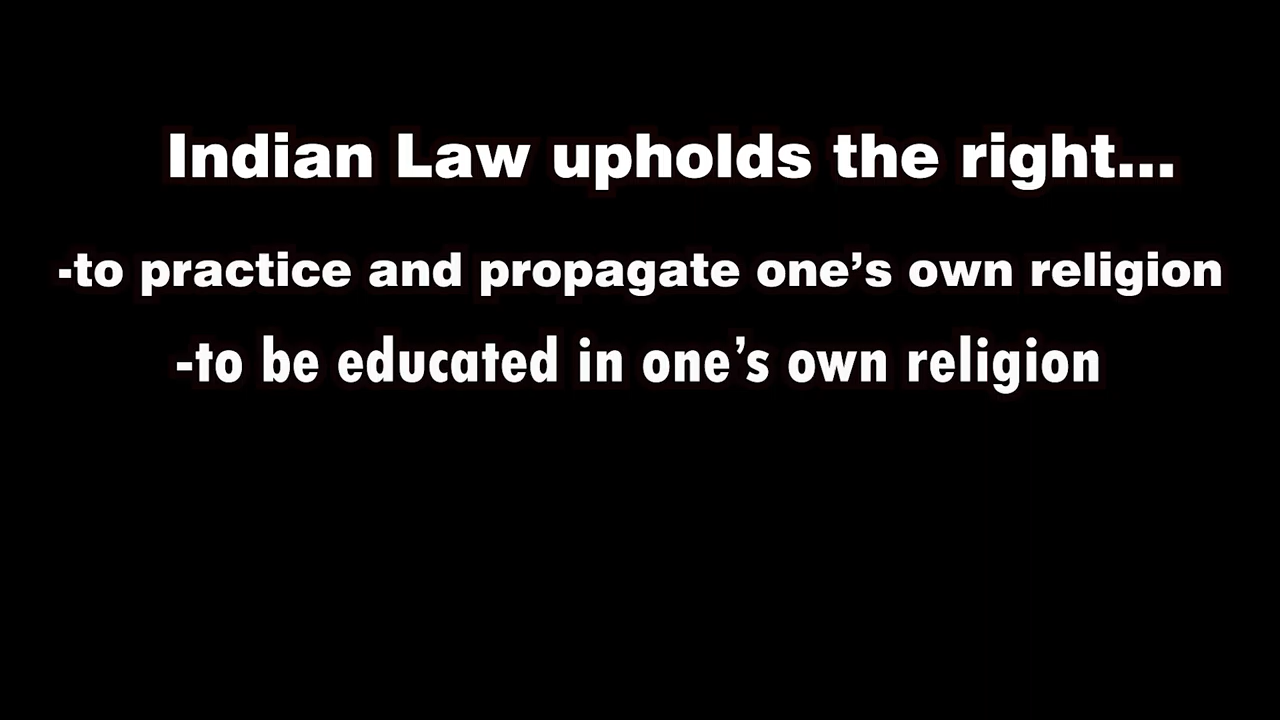 Indian Law upholds the right...
-to practice and propagate one’s own religion
-to be educated in one’s own religion